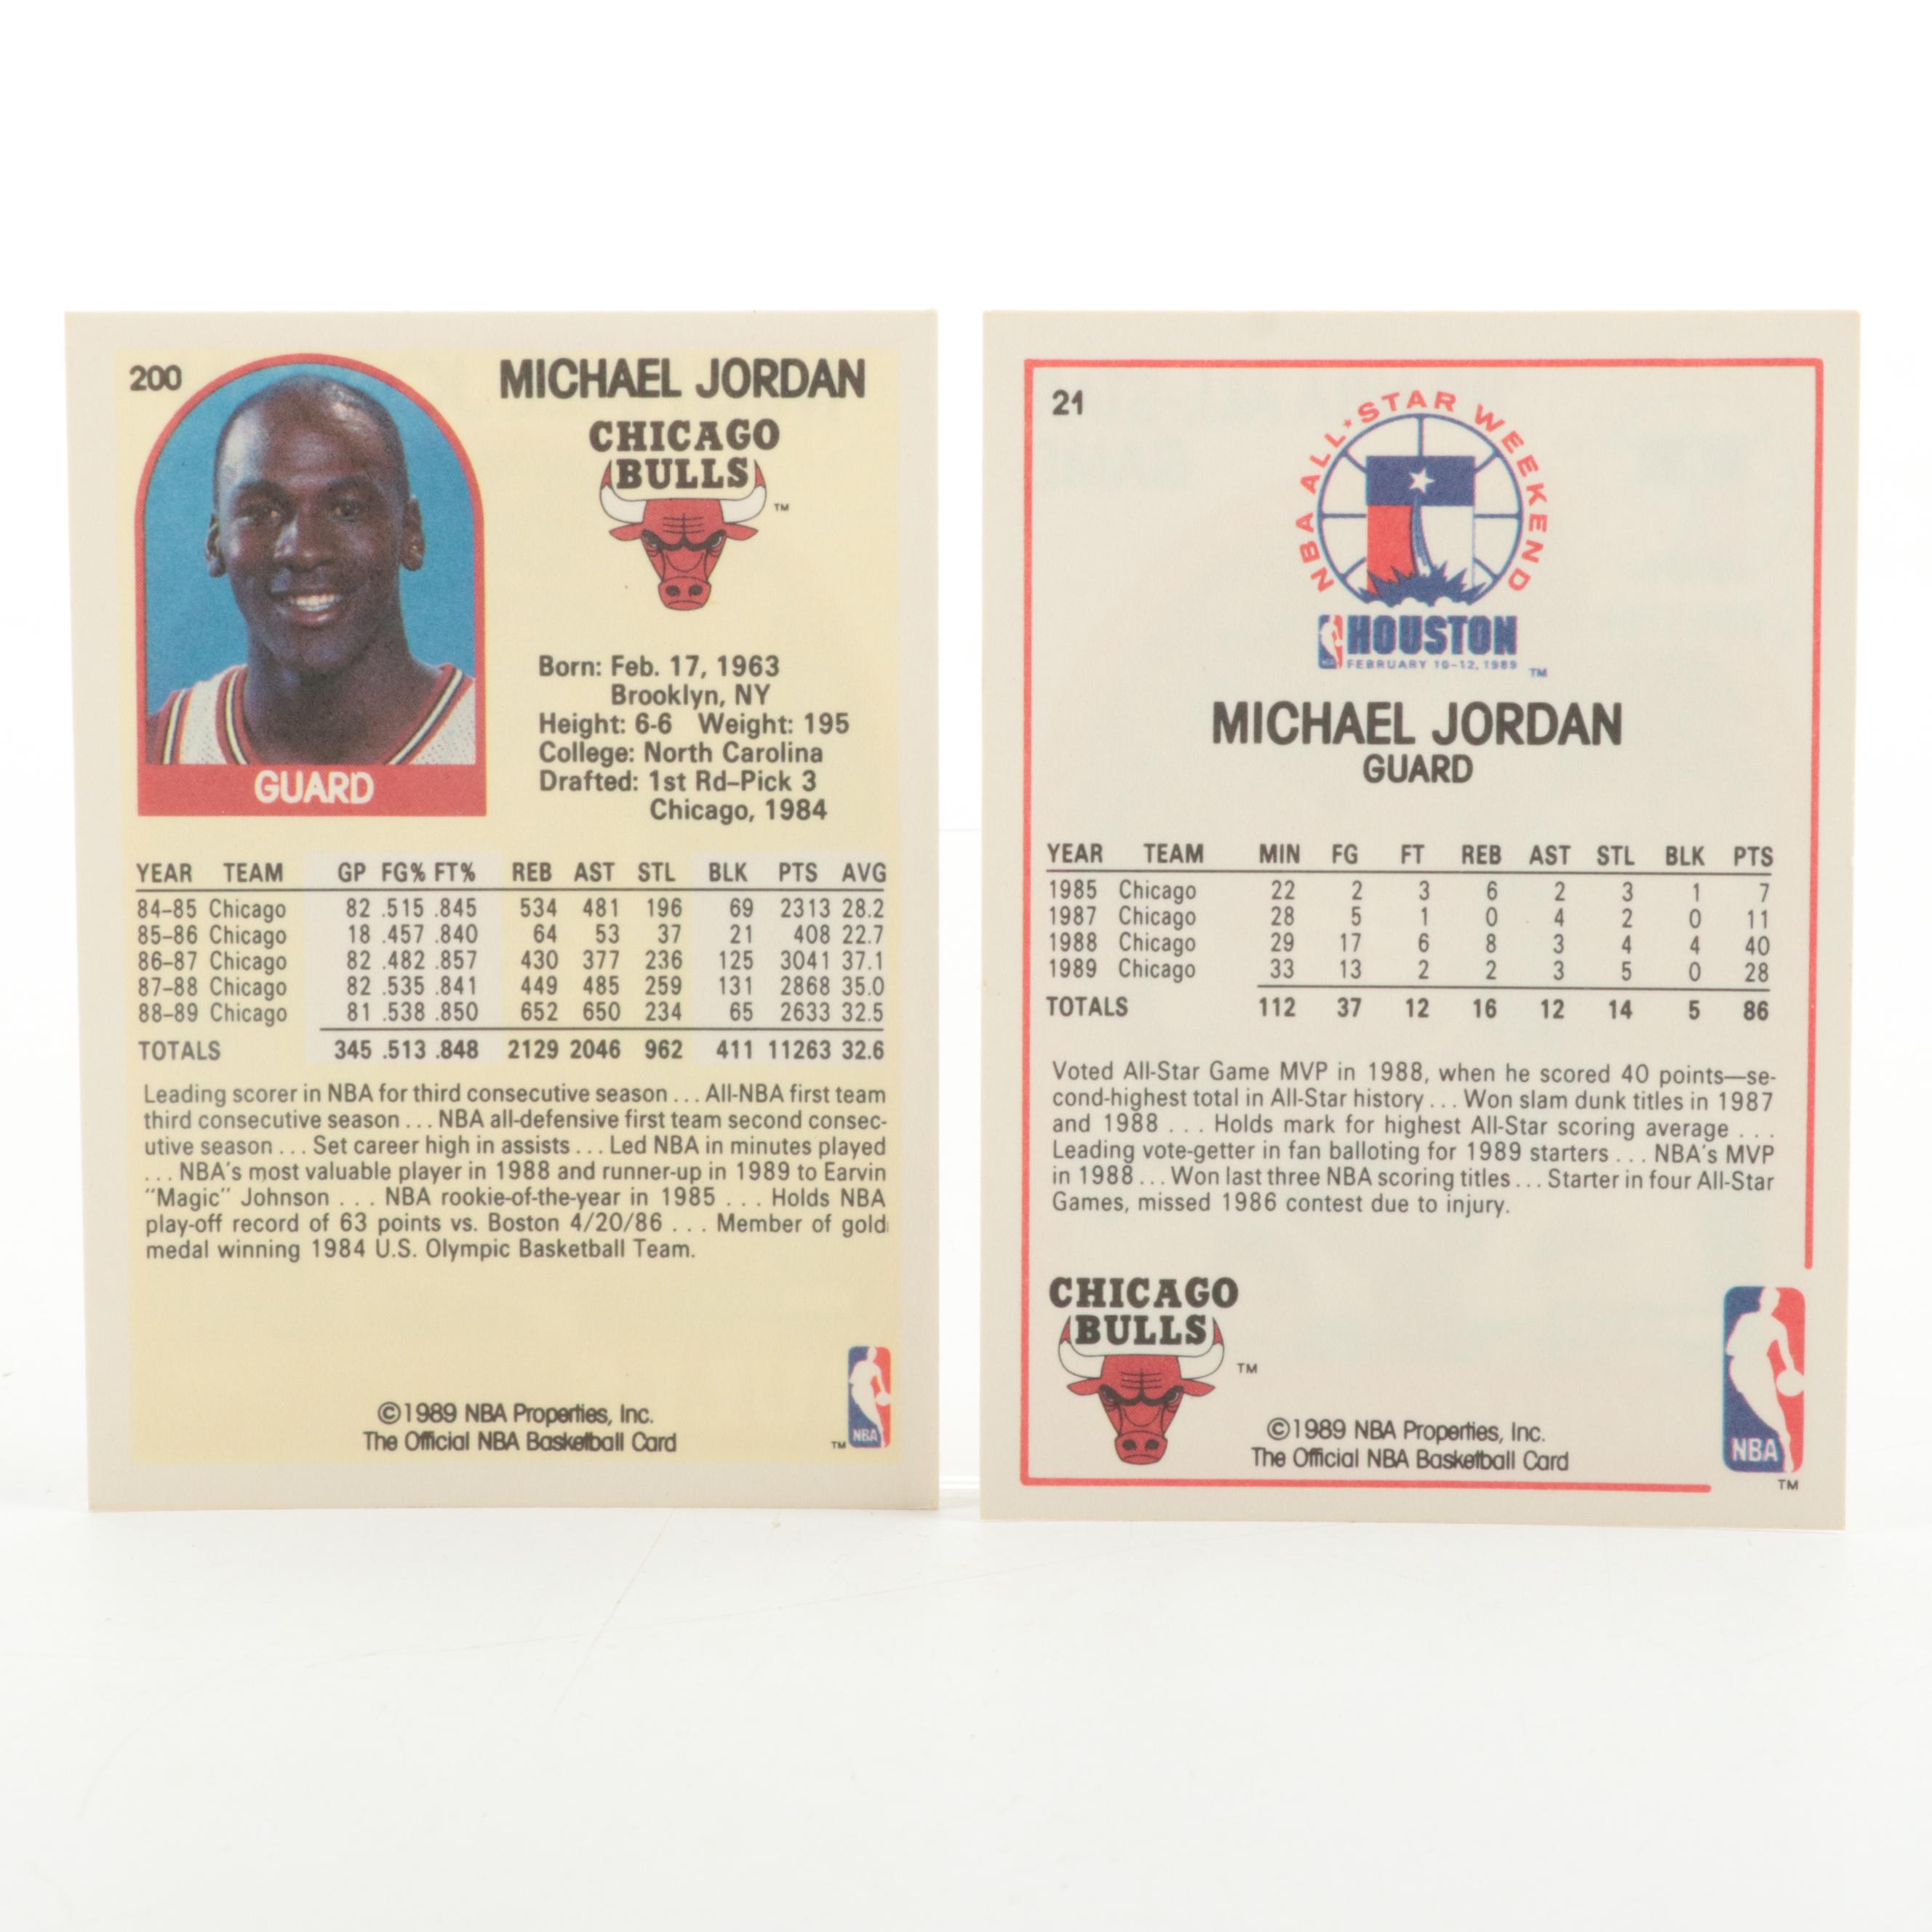 200
MICHAEL JORDAN
CHICAGO
BULLS
TM
Born: Feb. 17, 1963
Brooklyn, NY
Height: 6-6 Weight: 195
College: North Carolina
Drafted: 1st Rd–Pick 3
Chicago, 1984
GUARD
YEAR TEAM GP FG% FT% REB AST STL BLK PTS AVG
84–85 Chicago 82 .515 .845 534 481 196 69 2313 28.2
85–86 Chicago 18 .457 .840 64 53 37 21 408 22.7
86–87 Chicago 82 .482 .857 430 377 236 125 3041 37.1
87–88 Chicago 82 .535 .841 449 485 259 131 2868 35.0
88–89 Chicago 81 .538 .850 652 650 234 65 2633 32.5
TOTALS 345 .513 .848 2129 2046 962 411 11263 32.6
Leading scorer in NBA for third consecutive season . . . All-NBA first team
third consecutive season . . . NBA all-defensive first team second consec-
utive season . . . Set career high in assists . . . Led NBA in minutes played
. . . NBA's most valuable player in 1988 and runner-up in 1989 to Earvin
"Magic" Johnson . . . NBA rookie-of-the-year in 1985 . . . Holds NBA
play-off record of 63 points vs. Boston 4/20/86 . . . Member of gold
medal winning 1984 U.S. Olympic Basketball Team.
©1989 NBA Properties, Inc.
The Official NBA Basketball Card
TM
NBA
21
NBA ALL★STAR WEEKEND
HOUSTON
FEBRUARY 10–12, 1989
TM
MICHAEL JORDAN
GUARD
YEAR TEAM MIN FG FT REB AST STL BLK PTS
1985 Chicago 22 2 3 6 2 3 1 7
1987 Chicago 28 5 1 0 4 2 0 11
1988 Chicago 29 17 6 8 3 4 4 40
1989 Chicago 33 13 2 2 3 5 0 28
TOTALS 112 37 12 16 12 14 5 86
Voted All-Star Game MVP in 1988, when he scored 40 points—se-
cond-highest total in All-Star history . . . Won slam dunk titles in 1987
and 1988 . . . Holds mark for highest All-Star scoring average . . .
Leading vote-getter in fan balloting for 1989 starters . . . NBA's MVP
in 1988 . . . Won last three NBA scoring titles . . . Starter in four All-Star
Games, missed 1986 contest due to injury.
CHICAGO
BULLS
TM
©1989 NBA Properties, Inc.
The Official NBA Basketball Card
NBA
TM